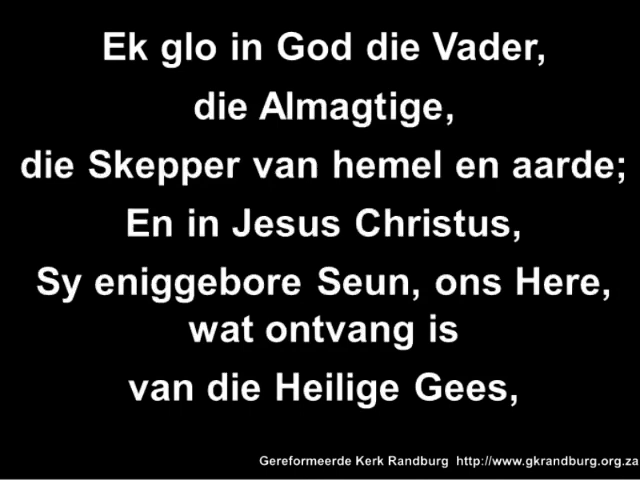 Ek glo in God die Vader,
die Almagtige,
die Skepper van hemel en aarde;
En in Jesus Christus,
Sy eniggebore Seun, ons Here,
wat ontvang is
van die Heilige Gees,
Gereformeerde Kerk Randburg http://www.gkrandburg.org.za